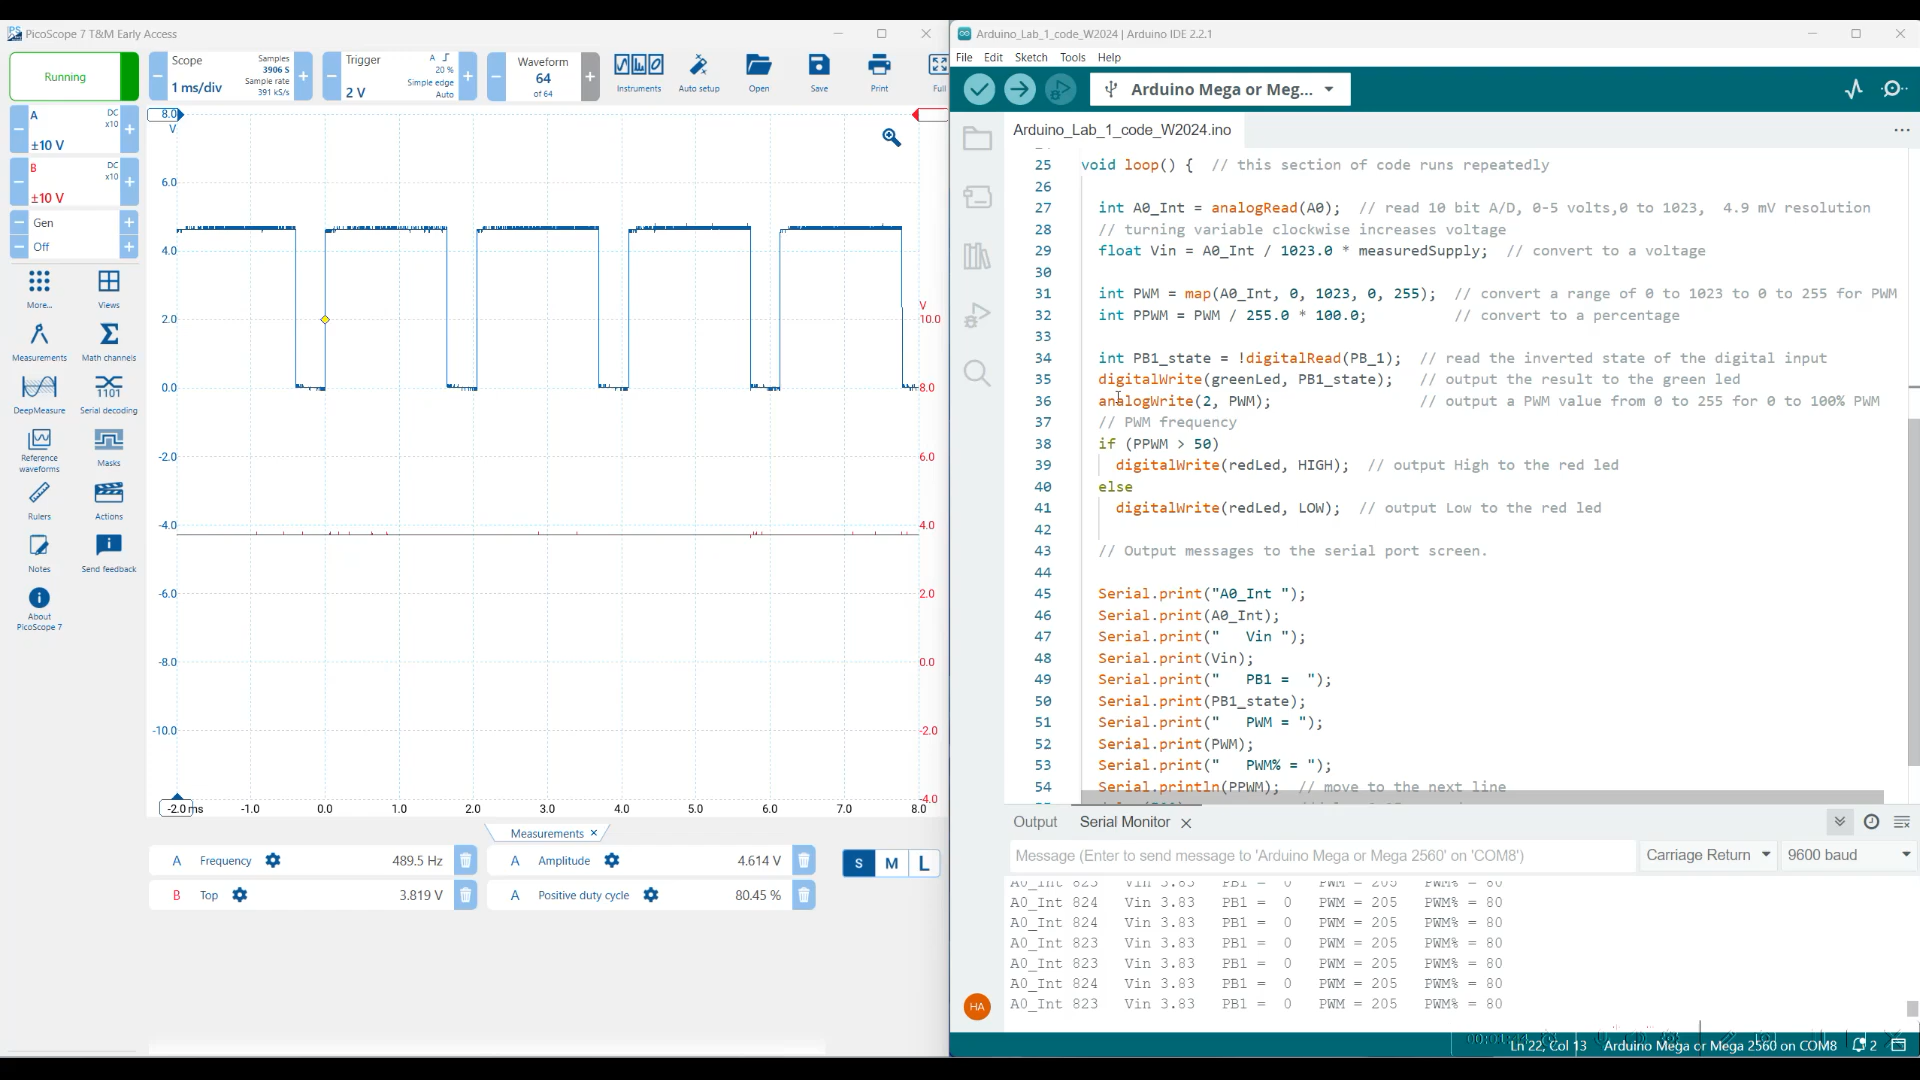 PicoScope 7 T&M Early Access
Running
Scope
1 ms/div
Samples
3906 S
Sample rate
391 kS/s
Trigger
2 V
A
20 %
Simple edge
Auto
Waveform
64
of 64
Instruments
Auto setup
Open
Save
Print
Full
A
DC
x10
±10 V
B
DC
x10
±10 V
Gen
Off
More...
Views
Measurements
Math channels
DeepMeasure
Serial decoding
Reference waveforms
Masks
Rulers
Actions
Notes
Send feedback
About PicoScope 7
8.0
V
6.0
4.0
2.0
0.0
-2.0
-4.0
-6.0
-8.0
-10.0
V
10.0
8.0
6.0
4.0
2.0
0.0
-2.0
-4.0
-2.0 ms
-1.0
0.0
1.0
2.0
3.0
4.0
5.0
6.0
7.0
8.0
Measurements ×
A Frequency 489.5 Hz
A Amplitude 4.614 V
B Top 3.819 V
A Positive duty cycle 80.45 %
S M L
Arduino_Lab_1_code_W2024 | Arduino IDE 2.2.1
File Edit Sketch Tools Help
Arduino Mega or Meg...
Arduino_Lab_1_code_W2024.ino
25 void loop() { // this section of code runs repeatedly
26
27 int A0_Int = analogRead(A0); // read 10 bit A/D, 0-5 volts,0 to 1023, 4.9 mV resolution
28 // turning variable clockwise increases voltage
29 float Vin = A0_Int / 1023.0 * measuredSupply; // convert to a voltage
30
31 int PWM = map(A0_Int, 0, 1023, 0, 255); // convert a range of 0 to 1023 to 0 to 255 for PWM
32 int PPWM = PWM / 255.0 * 100.0; // convert to a percentage
33
34 int PB1_state = !digitalRead(PB_1); // read the inverted state of the digital input
35 digitalWrite(greenLed, PB1_state); // output the result to the green led
36 analogWrite(2, PWM); // output a PWM value from 0 to 255 for 0 to 100% PWM
37 // PWM frequency
38 if (PPWM > 50)
39 digitalWrite(redLed, HIGH); // output High to the red led
40 else
41 digitalWrite(redLed, LOW); // output Low to the red led
42
43 // Output messages to the serial port screen.
44
45 Serial.print("A0_Int ");
46 Serial.print(A0_Int);
47 Serial.print("   Vin ");
48 Serial.print(Vin);
49 Serial.print("   PB1 =  ");
50 Serial.print(PB1_state);
51 Serial.print("   PWM = ");
52 Serial.print(PWM);
53 Serial.print("   PWM% = ");
54 Serial.println(PPWM); // move to the next line
Output Serial Monitor ×
Message (Enter to send message to 'Arduino Mega or Mega 2560' on 'COM8')
Carriage Return
9600 baud
A0_Int 823 Vin 3.83 PB1 = 0 PWM = 205 PWM% = 80
A0_Int 824 Vin 3.83 PB1 = 0 PWM = 205 PWM% = 80
A0_Int 824 Vin 3.83 PB1 = 0 PWM = 205 PWM% = 80
A0_Int 823 Vin 3.83 PB1 = 0 PWM = 205 PWM% = 80
A0_Int 823 Vin 3.83 PB1 = 0 PWM = 205 PWM% = 80
A0_Int 824 Vin 3.83 PB1 = 0 PWM = 205 PWM% = 80
A0_Int 823 Vin 3.83 PB1 = 0 PWM = 205 PWM% = 80
HA
Ln 22, Col 13 Arduino Mega or Mega 2560 on COM8 2